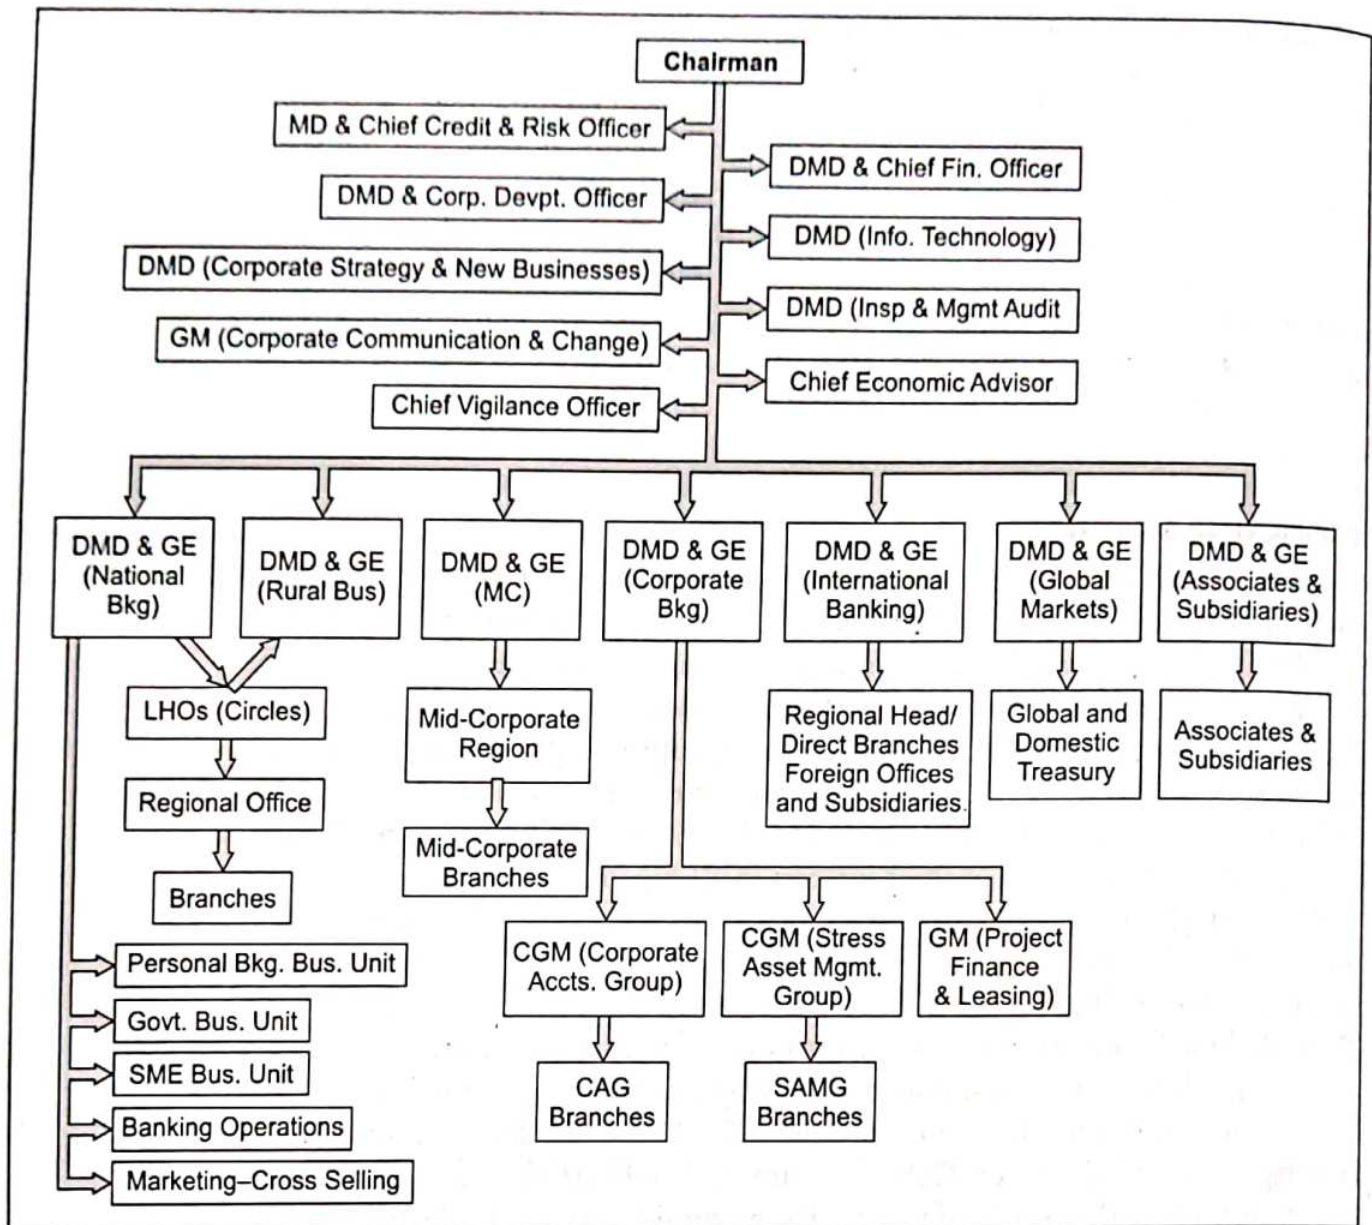 Chairman
MD & Chief Credit & Risk Officer
DMD & Chief Fin. Officer
DMD & Corp. Devpt. Officer
DMD (Info. Technology)
DMD (Corporate Strategy & New Businesses)
DMD (Insp & Mgmt Audit
GM (Corporate Communication & Change)
Chief Economic Advisor
Chief Vigilance Officer
DMD & GE
(National
Bkg)
DMD & GE
(Rural Bus)
DMD & GE
(MC)
DMD & GE
(Corporate
Bkg)
DMD & GE
(International
Banking)
DMD & GE
(Global
Markets)
DMD & GE
(Associates &
Subsidiaries)
LHOs (Circles)
Regional Office
Branches
Mid-Corporate
Region
Mid-Corporate
Branches
Regional Head/
Direct Branches
Foreign Offices
and Subsidiaries.
Global and
Domestic
Treasury
Associates &
Subsidiaries
CGM (Corporate
Accts. Group)
CGM (Stress
Asset Mgmt.
Group)
GM (Project
Finance
& Leasing)
CAG
Branches
SAMG
Branches
Personal Bkg. Bus. Unit
Govt. Bus. Unit
SME Bus. Unit
Banking Operations
Marketing–Cross Selling